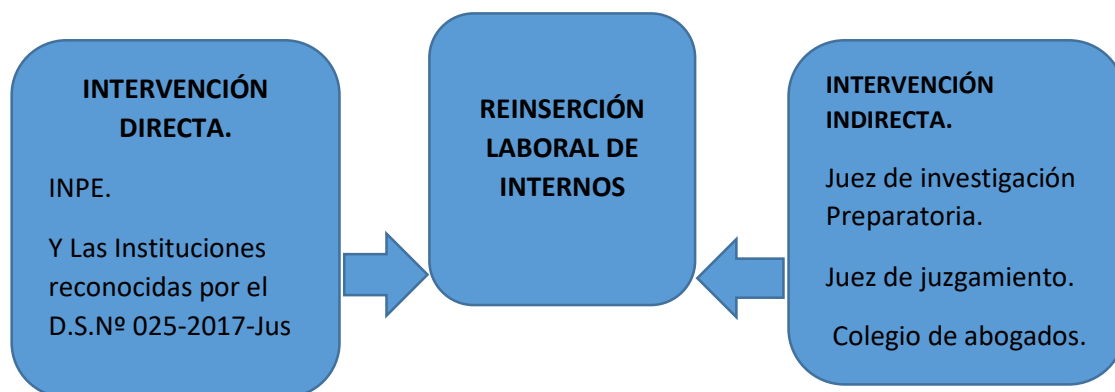 INTERVENCIÓN
DIRECTA.
INPE.
Y Las Instituciones
reconocidas por el
D.S.Nº 025-2017-Jus
REINSERCIÓN
LABORAL DE
INTERNOS
INTERVENCIÓN
INDIRECTA.
Juez de investigación
Preparatoria.
Juez de juzgamiento.
Colegio de abogados.